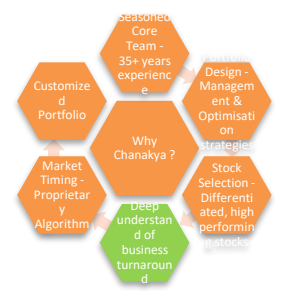 Seasoned
Core
Team -
35+ years
experienc
e
Portfolio
Design -
Managem
ent &
Optimisati
on
strategies
Stock
Selection -
Differenti
ated, high
performin
g stocks
Deep
understan
d of
business
turnaroun
d
Market
Timing -
Proprietar
y
Algorithm
Customize
d
Portfolio
Why
Chanakya ?